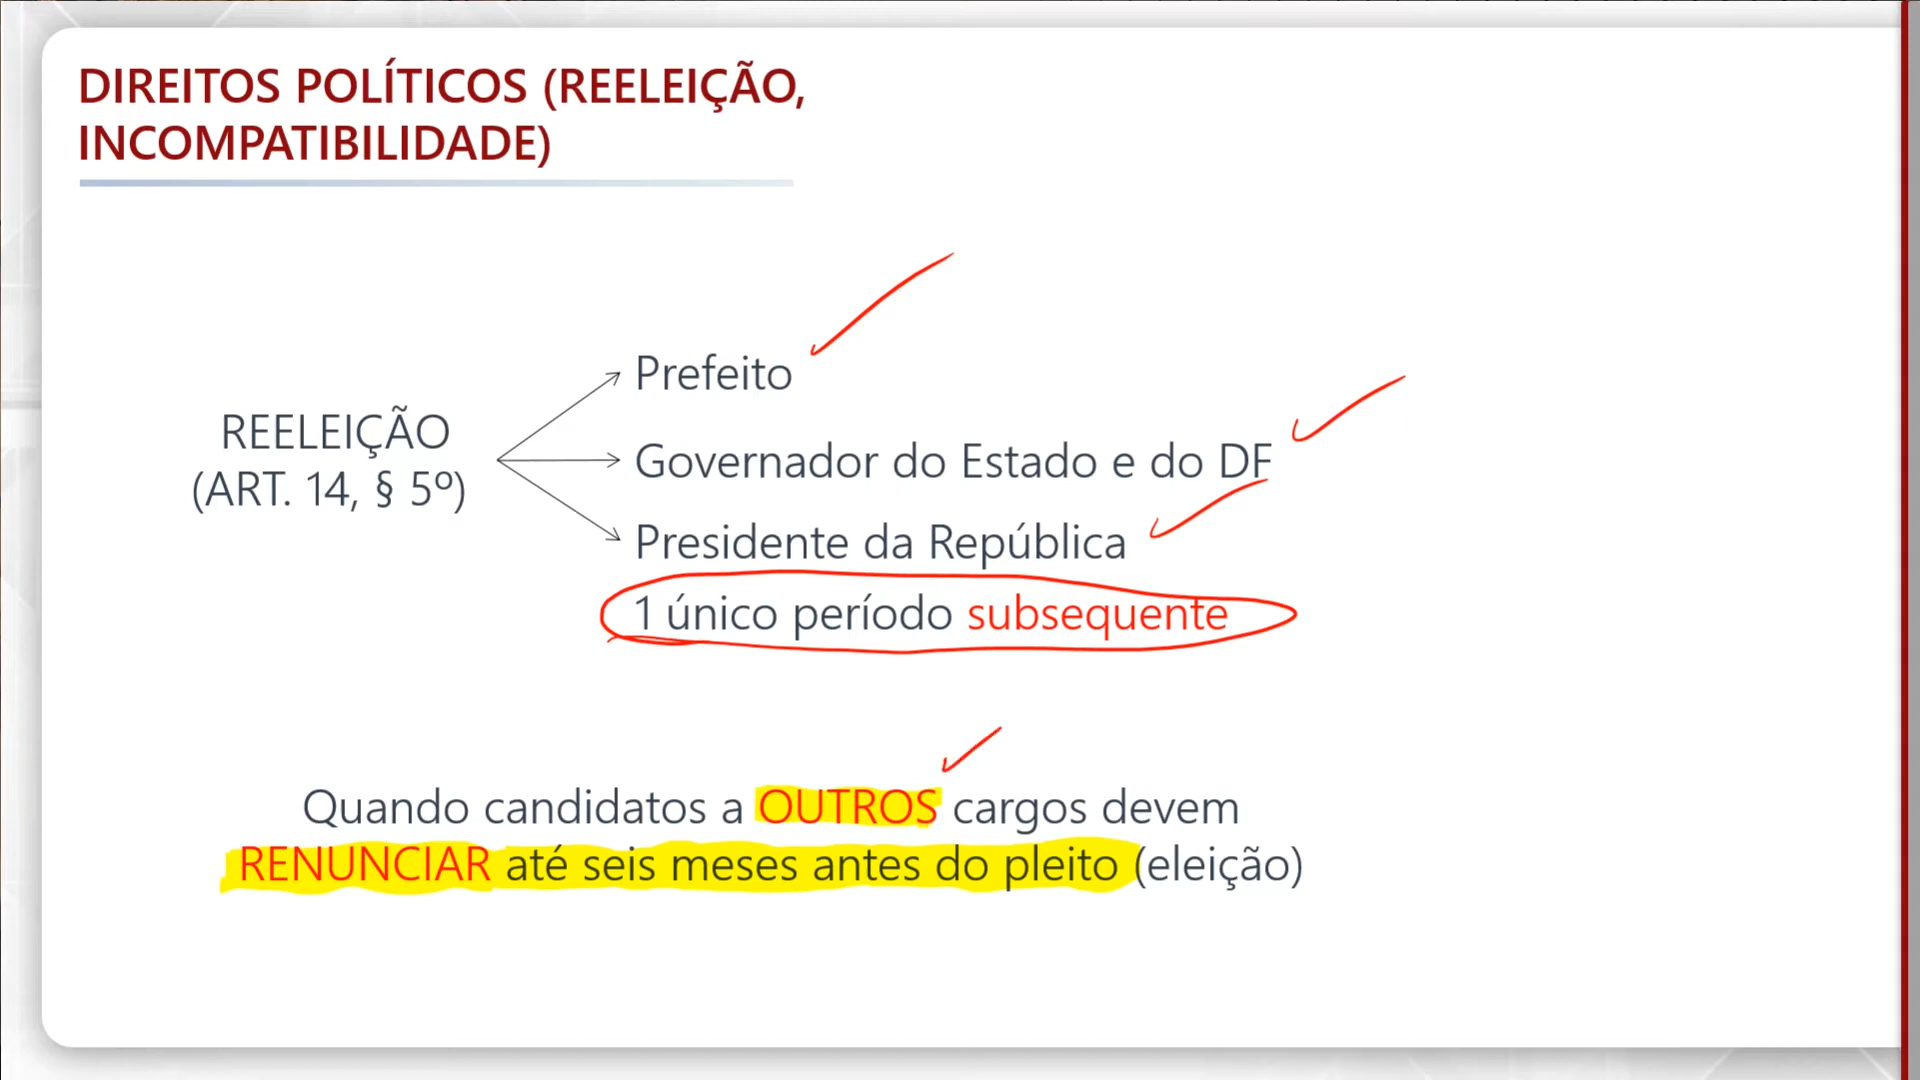 DIREITOS POLÍTICOS (REELEIÇÃO,
INCOMPATIBILIDADE)
REELEIÇÃO
(ART. 14, § 5º)
Prefeito
Governador do Estado e do DF
Presidente da República
1 único período subsequente
Quando candidatos a OUTROS cargos devem
RENUNCIAR até seis meses antes do pleito (eleição)